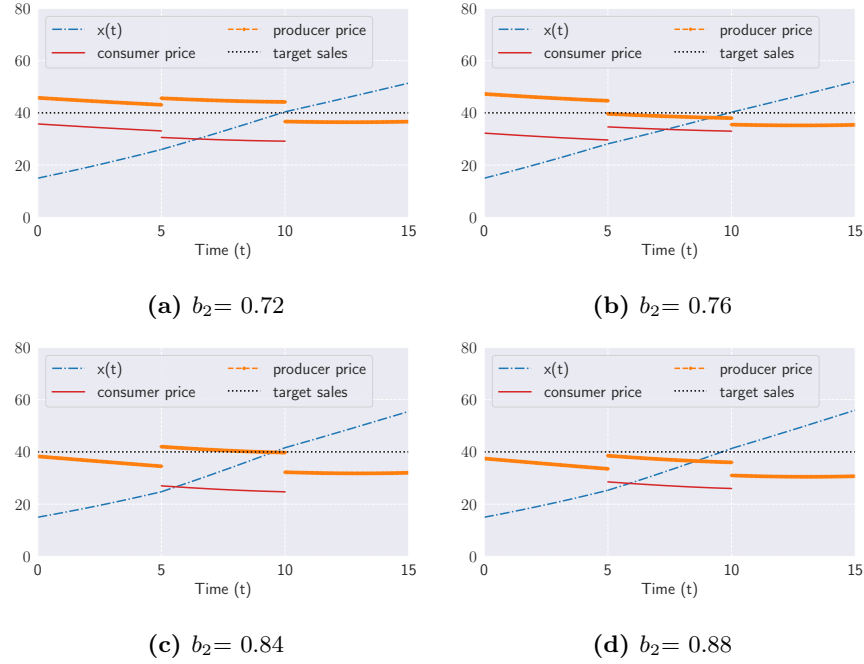 80
60
40
20
0
x(t)
consumer price
producer price
target sales
0 5 10 15
Time (t)
(a) b₂= 0.72
80
60
40
20
0
x(t)
consumer price
producer price
target sales
0 5 10 15
Time (t)
(b) b₂= 0.76
80
60
40
20
0
x(t)
consumer price
producer price
target sales
0 5 10 15
Time (t)
(c) b₂= 0.84
80
60
40
20
0
x(t)
consumer price
producer price
target sales
0 5 10 15
Time (t)
(d) b₂= 0.88